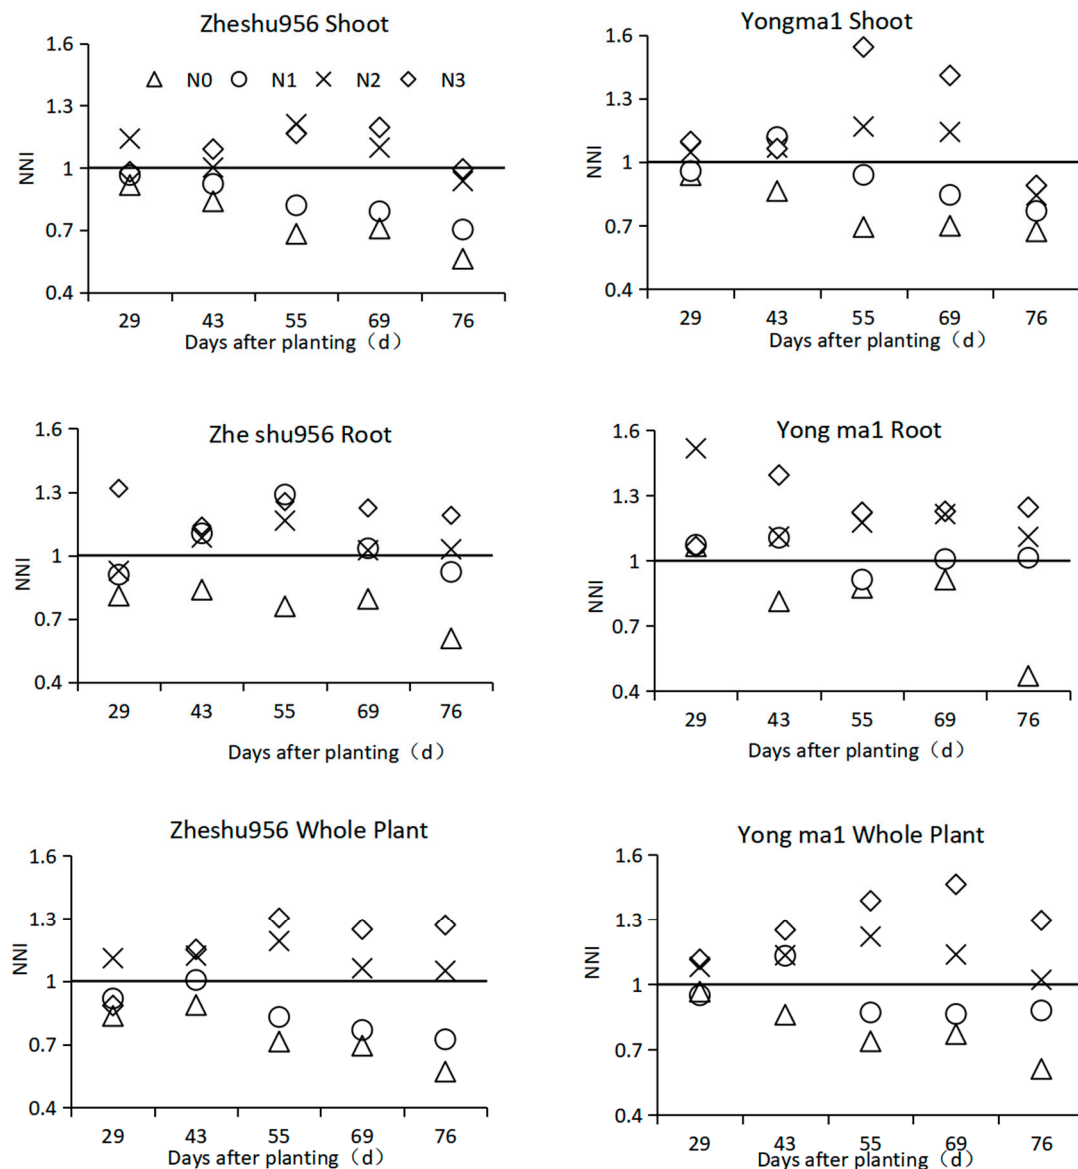 Zheshu956 Shoot
1.6
N0 N1 N2 N3
1.3
1
0.7
0.4
NNI
29 43 55 69 76
Days after planting（d）
Yongma1 Shoot
1.6
1.3
1
0.7
0.4
NNI
29 43 55 69 76
Days after planting（d）
Zhe shu956 Root
1.6
1.3
1
0.7
0.4
NNI
29 43 55 69 76
Days after planting（d）
Yong ma1 Root
1.6
1.3
1
0.7
0.4
NNI
29 43 55 69 76
Days after planting（d）
Zheshu956 Whole Plant
1.6
1.3
1
0.7
0.4
NNI
29 43 55 69 76
Days after planting（d）
Yong ma1 Whole Plant
1.6
1.3
1
0.7
0.4
NNI
29 43 55 69 76
Days after planting（d）